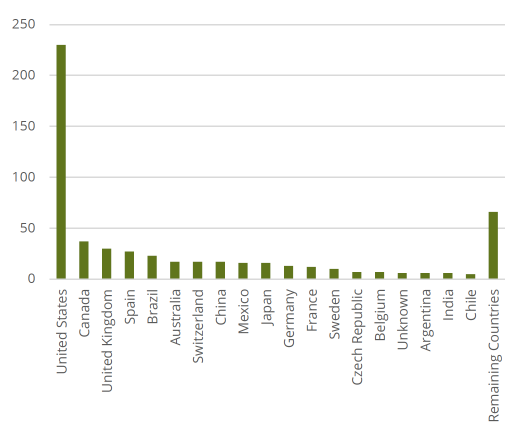 250
200
150
100
50
0
United States
Canada
United Kingdom
Spain
Brazil
Australia
Switzerland
China
Mexico
Japan
Germany
France
Sweden
Czech Republic
Belgium
Unknown
Argentina
India
Chile
Remaining Countries